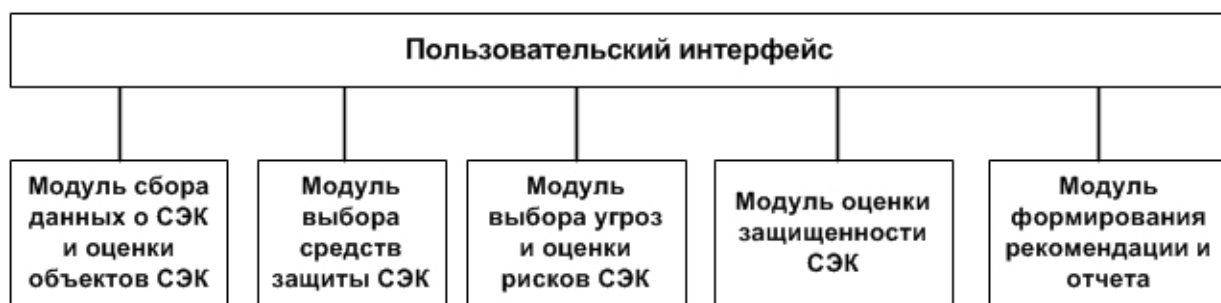 Пользовательский интерфейс
Модуль сбора
данных о СЭК
и оценки
объектов СЭК
Модуль
выбора
средств
защиты СЭК
Модуль
выбора угроз
и оценки
рисков СЭК
Модуль оценки
защищенности
СЭК
Модуль
формирования
рекомендации и
отчета